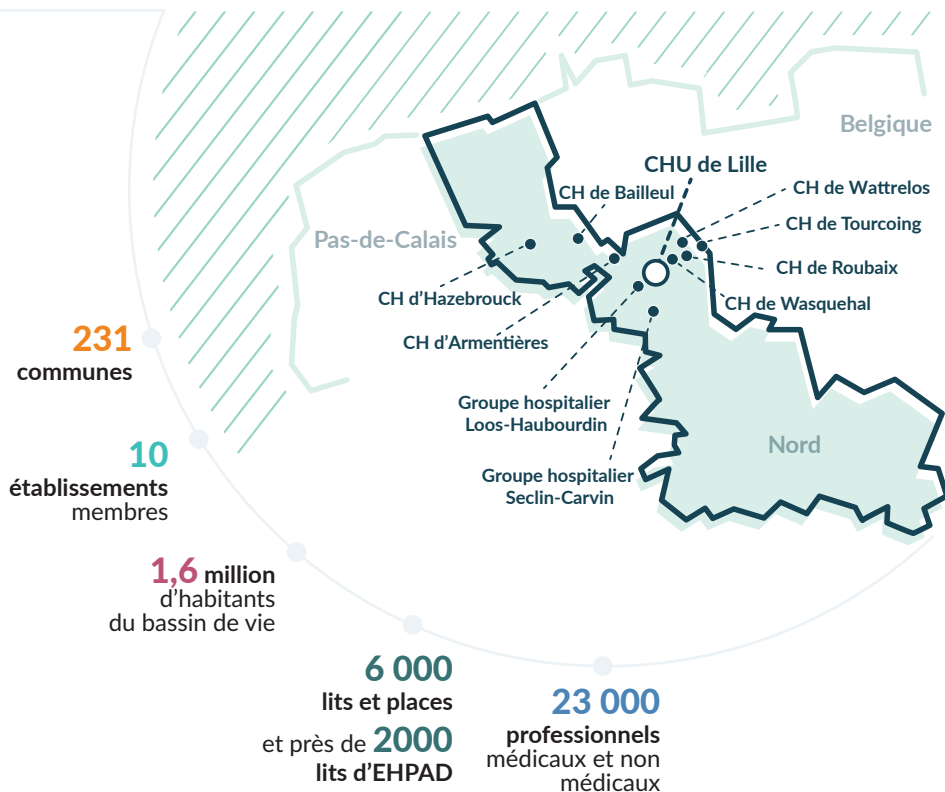 Belgique
CHU de Lille
CH de Bailleul
CH de Wattrelos
CH de Tourcoing
Pas-de-Calais
CH de Roubaix
CH d'Hazebrouck
CH de Wasquehal
CH d'Armentières
Groupe hospitalier
Loos-Haubourdin
Nord
Groupe hospitalier
Seclin-Carvin
231
communes
10
établissements
membres
1,6 million
d'habitants
du bassin de vie
6 000
lits et places
et près de 2000
lits d'EHPAD
23 000
professionnels
médicaux et non
médicaux